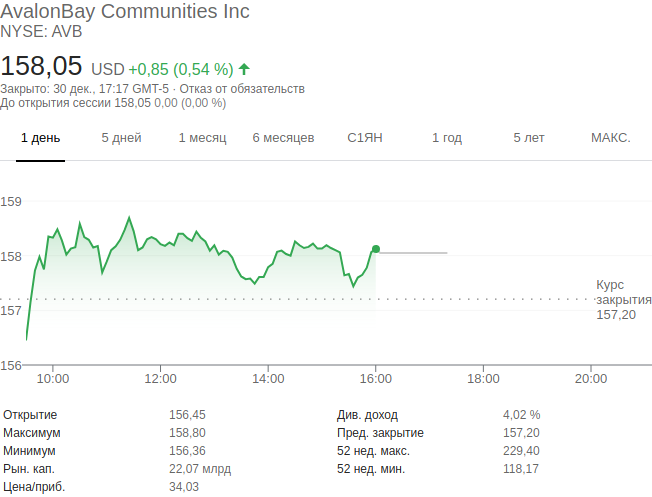 AvalonBay Communities Inc
NYSE: AVB
158,05 USD +0,85 (0,54 %)
Закрыто: 30 дек., 17:17 GMT-5 · Отказ от обязательств
До открытия сессии 158,05 0,00 (0,00 %)
1 день 5 дней 1 месяц 6 месяцев С1ЯН 1 год 5 лет МАКС.
159
158
Курс
закрытия
157
157,20
156
10:00 12:00 14:00 16:00 18:00 20:00
Открытие 156,45 Див. доход 4,02 %
Максимум 158,80 Пред. закрытие 157,20
Минимум 156,36 52 нед. макс. 229,40
Рын. кап. 22,07 млрд 52 нед. мин. 118,17
Цена/приб. 34,03